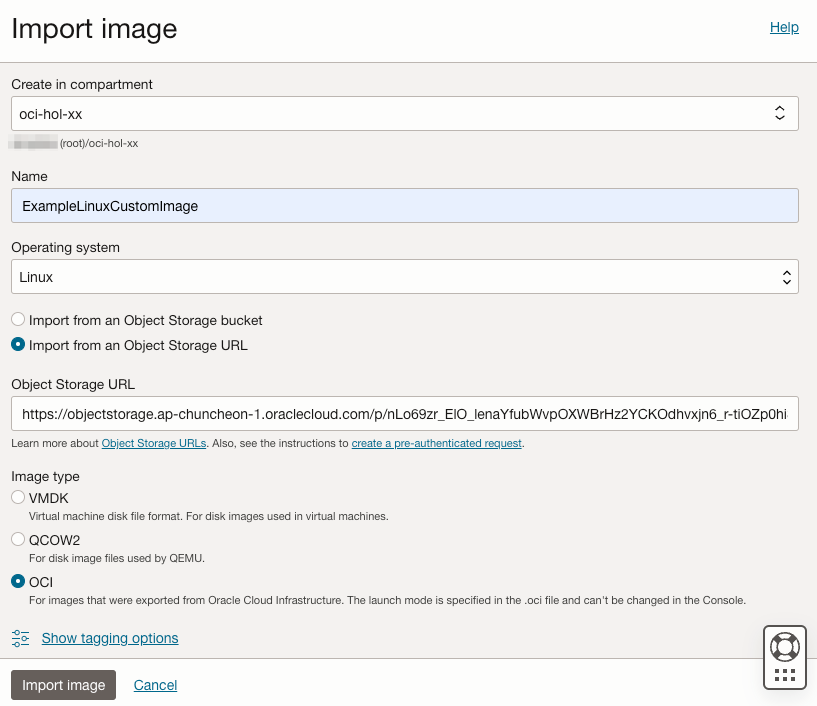 Import image
Help
Create in compartment
oci-hol-xx
(root)/oci-hol-xx
Name
ExampleLinuxCustomImage
Operating system
Linux
Import from an Object Storage bucket
Import from an Object Storage URL
Object Storage URL
https://objectstorage.ap-chuncheon-1.oraclecloud.com/p/nLo69zr_ElO_lenaYfubWvpOXWBrHz2YCKOdhvxjn6_r-tiOZp0hi
Learn more about Object Storage URLs. Also, see the instructions to create a pre-authenticated request.
Image type
VMDK
Virtual machine disk file format. For disk images used in virtual machines.
QCOW2
For disk image files used by QEMU.
OCI
For images that were exported from Oracle Cloud Infrastructure. The launch mode is specified in the .oci file and can't be changed in the Console.
Show tagging options
Import image
Cancel